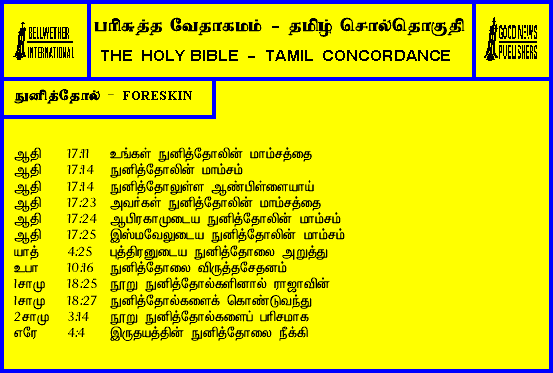 BELLWETHER INTERNATIONAL
பரிசுத்த வேதாகமம் - தமிழ் சொல்தொகுதி
THE HOLY BIBLE - TAMIL CONCORDANCE
GOOD NEWS PUBLISHERS
நுனித்தோல் - FORESKIN
ஆதி 17:11 உங்கள் நுனித்தோலின் மாம்சத்தை
ஆதி 17:14 நுனித்தோலின் மாம்சம்
ஆதி 17:14 நுனித்தோலுள்ள ஆண்பிள்ளையாய்
ஆதி 17:23 அவர்கள் நுனித்தோலின் மாம்சத்தை
ஆதி 17:24 ஆபிரகாமுடைய நுனித்தோலின் மாம்சம்
ஆதி 17:25 இஸ்மவேலுடைய நுனித்தோலின் மாம்சம்
யாத் 4:25 புத்திரனுடைய நுனித்தோலை அறுத்து
உபா 10:16 நுனித்தோலை விருத்தசேதனம்
1சாமு 18:25 நூறு நுனித்தோல்களினால் ராஜாவின்
1சாமு 18:27 நுனித்தோல்களைக் கொண்டுவந்து
2சாமு 3:14 நூறு நுனித்தோல்களைப் பரிசமாக
எரே 4:4 இருதயத்தின் நுனித்தோலை நீக்கி